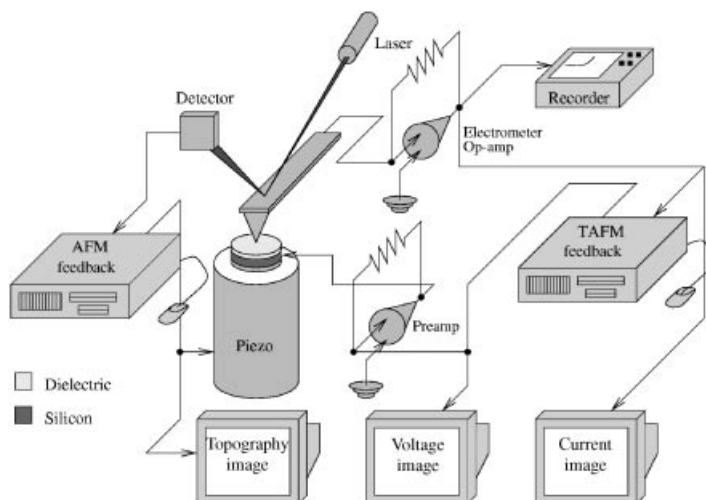 Laser
Detector
Recorder
Electrometer
Op-amp
AFM
feedback
TAFM
feedback
Preamp
Piezo
Dielectric
Silicon
Topography
image
Voltage
image
Current
image